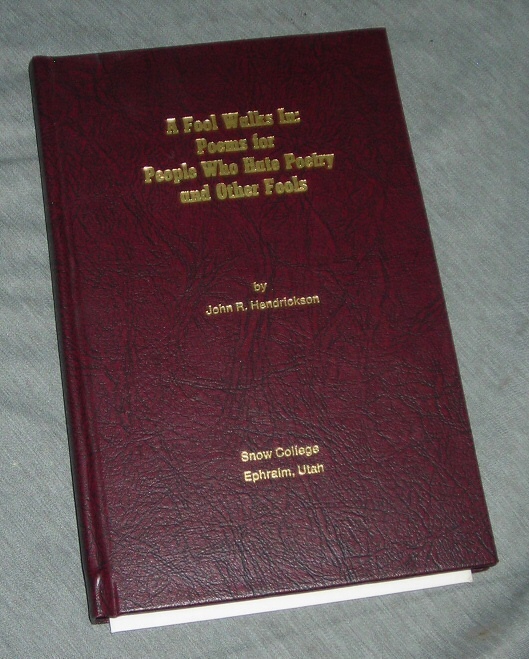 A Fool Walks In:
Poems for
People Who Hate Poetry
and Other Fools
by
John R. Hendrickson
Snow College
Ephraim, Utah